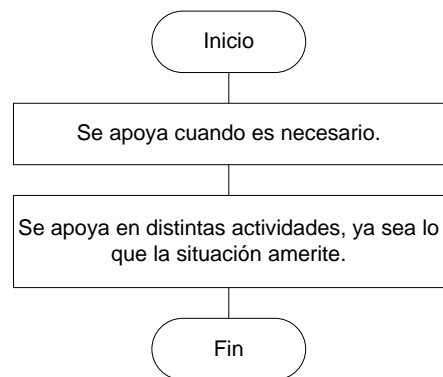 Inicio
Se apoya cuando es necesario.
Se apoya en distintas actividades, ya sea lo
que la situación amerite.
Fin